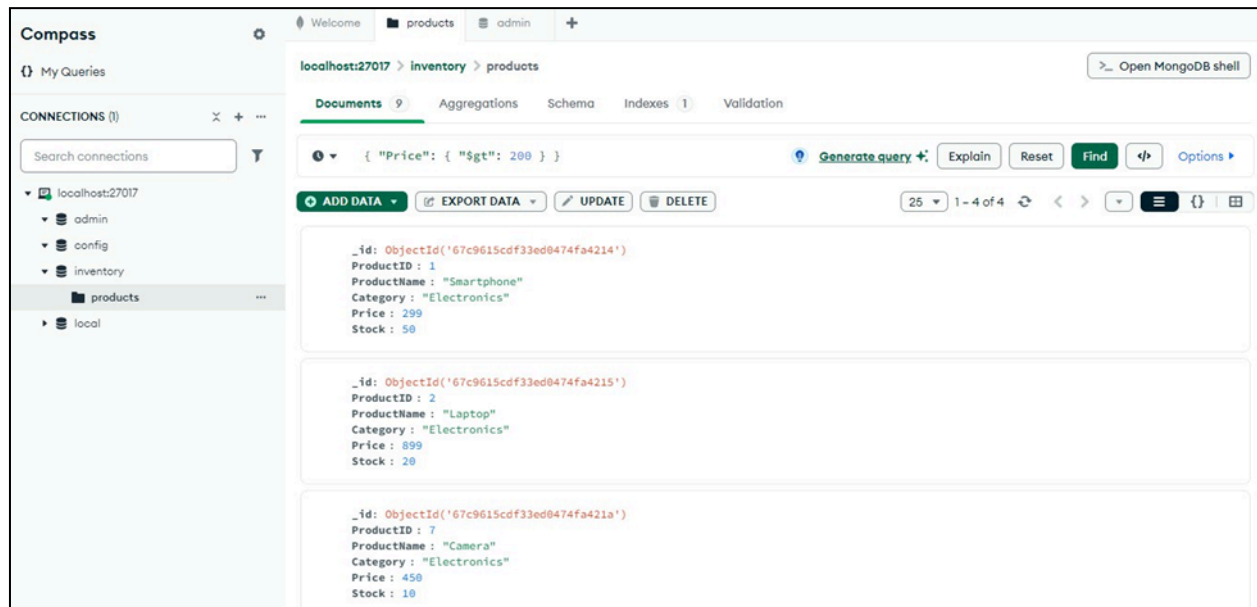 Compass
{} My Queries
CONNECTIONS (1)
Search connections
localhost:27017
admin
config
inventory
products
local
Welcome
products
admin
localhost:27017 > inventory > products
>_ Open MongoDB shell
Documents 9 Aggregations Schema Indexes 1 Validation
{ "Price": { "$gt": 200 } }
Generate query Explain Reset Find </> Options
ADD DATA EXPORT DATA UPDATE DELETE
25 1 – 4 of 4 {}
_id: ObjectId('67c9615cdf33ed0474fa4214')
ProductID : 1
ProductName : "Smartphone"
Category : "Electronics"
Price : 299
Stock : 50
_id: ObjectId('67c9615cdf33ed0474fa4215')
ProductID : 2
ProductName : "Laptop"
Category : "Electronics"
Price : 899
Stock : 20
_id: ObjectId('67c9615cdf33ed0474fa421a')
ProductID : 7
ProductName : "Camera"
Category : "Electronics"
Price : 450
Stock : 10